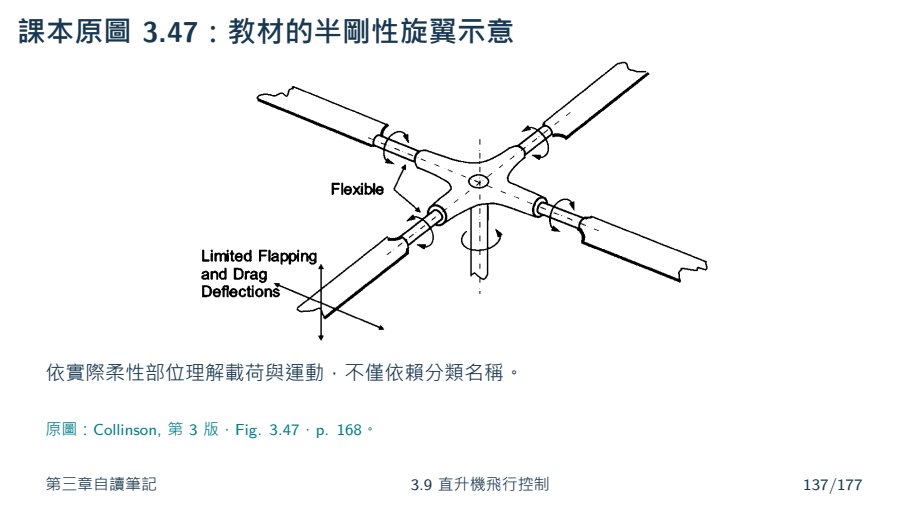 課本原圖 3.47：教材的半剛性旋翼示意
Flexible
Limited Flapping
and Drag
Deflections
依實際柔性部位理解載荷與運動，不僅依賴分類名稱。
原圖：Collinson, 第 3 版，Fig. 3.47，p. 168。
第三章自讀筆記
3.9 直升機飛行控制
137/177